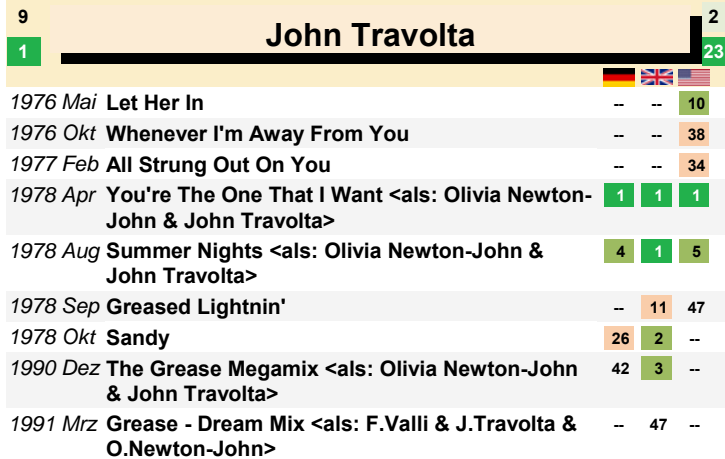 9 John Travolta 2
1 23
1976 Mai Let Her In -- -- 10
1976 Okt Whenever I'm Away From You -- -- 38
1977 Feb All Strung Out On You -- -- 34
1978 Apr You're The One That I Want <als: Olivia Newton- 1 1 1
John & John Travolta>
1978 Aug Summer Nights <als: Olivia Newton-John & 4 1 5
John Travolta>
1978 Sep Greased Lightnin' -- 11 47
1978 Okt Sandy 26 2 --
1990 Dez The Grease Megamix <als: Olivia Newton-John 42 3 --
& John Travolta>
1991 Mrz Grease - Dream Mix <als: F.Valli & J.Travolta & -- 47 --
O.Newton-John>